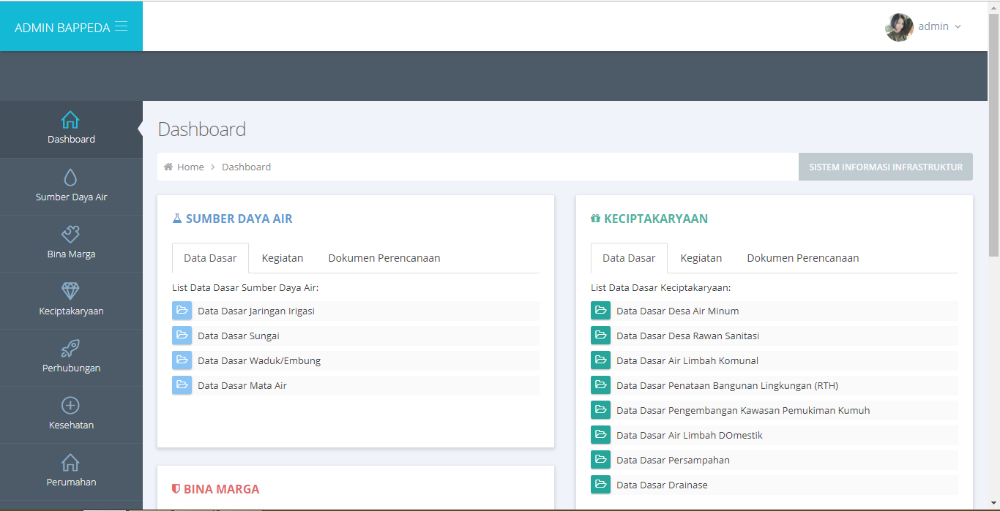 ADMIN BAPPEDA
admin
Dashboard
Sumber Daya Air
Bina Marga
Keciptakaryaan
Perhubungan
Kesehatan
Perumahan
Dashboard
Home > Dashboard
SISTEM INFORMASI INFRASTRUKTUR
SUMBER DAYA AIR
Data Dasar Kegiatan Dokumen Perencanaan
List Data Dasar Sumber Daya Air:
Data Dasar Jaringan Irigasi
Data Dasar Sungai
Data Dasar Waduk/Embung
Data Dasar Mata Air
BINA MARGA
KECIPTAKARYAAN
Data Dasar Kegiatan Dokumen Perencanaan
List Data Dasar Keciptakaryaan:
Data Dasar Desa Air Minum
Data Dasar Desa Rawan Sanitasi
Data Dasar Air Limbah Komunal
Data Dasar Penataan Bangunan Lingkungan (RTH)
Data Dasar Pengembangan Kawasan Pemukiman Kumuh
Data Dasar Air Limbah DOmestik
Data Dasar Persampahan
Data Dasar Drainase